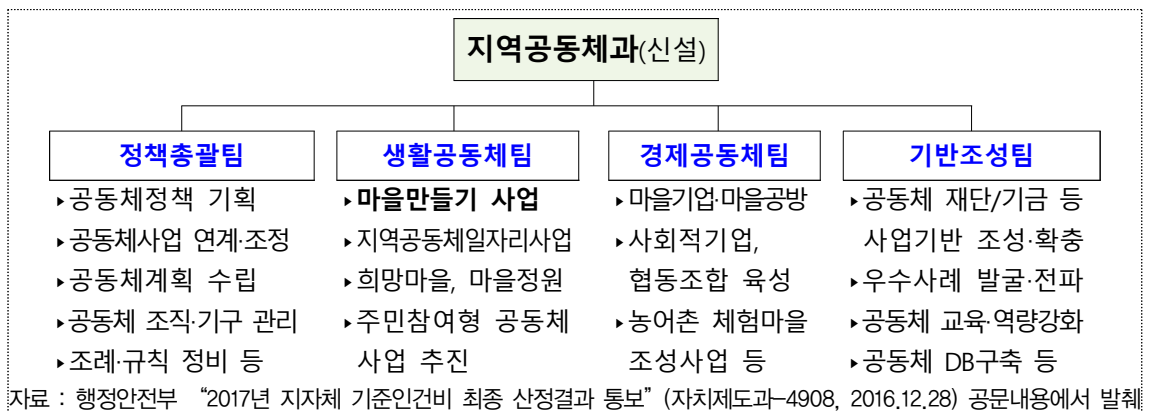 지역공동체과(신설)
정책총괄팀
▸공동체정책 기획
▸공동체사업 연계·조정
▸공동체계획 수립
▸공동체 조직·기구 관리
▸조례·규칙 정비 등
생활공동체팀
▸마을만들기 사업
▸지역공동체일자리사업
▸희망마을, 마을정원
▸주민참여형 공동체
사업 추진
경제공동체팀
▸마을기업·마을공방
▸사회적기업,
협동조합 육성
▸농어촌 체험마을
조성사업 등
기반조성팀
▸공동체 재단/기금 등
사업기반 조성·확충
▸우수사례 발굴·전파
▸공동체 교육·역량강화
▸공동체 DB구축 등
자료 : 행정안전부 “2017년 지자체 기준인건비 최종 산정결과 통보” (자치제도과-4908, 2016.12.28) 공문내용에서 발췌